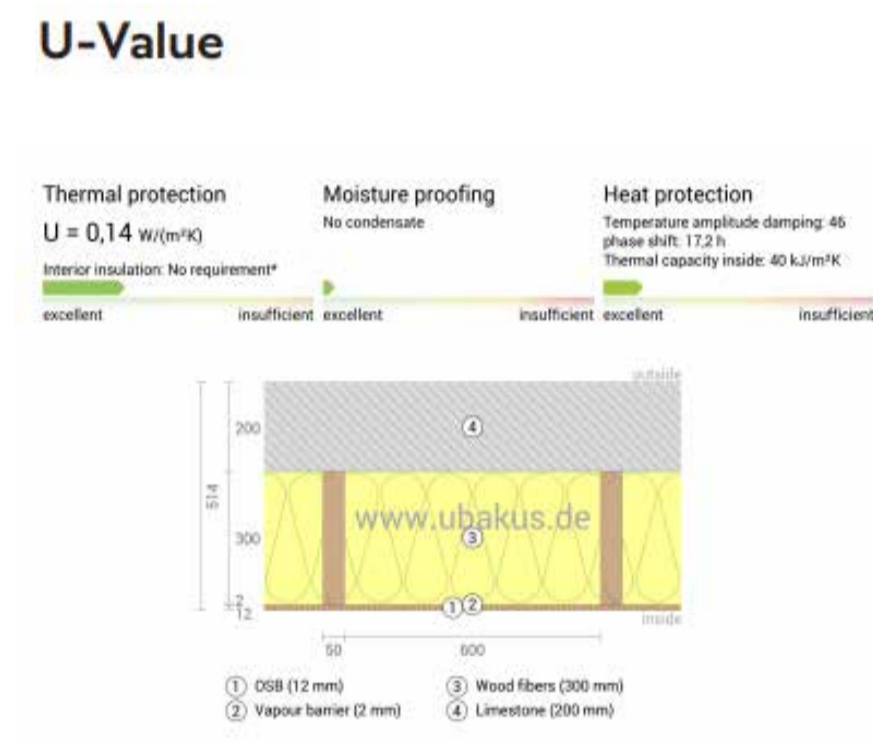 U-Value
Thermal protection
U = 0,14 W/(m²K)
Interior insulation: No requirement*
excellent insufficient
Moisture proofing
No condensate
excellent insufficient
Heat protection
Temperature amplitude damping: 46
phase shift: 17,2 h
Thermal capacity inside: 40 kJ/m²K
excellent insufficient
outside
200
4
514
www.ubakus.de
300
3
2
12
1 2
inside
50 600
1 OSB (12 mm)
2 Vapour barrier (2 mm)
3 Wood fibers (300 mm)
4 Limestone (200 mm)